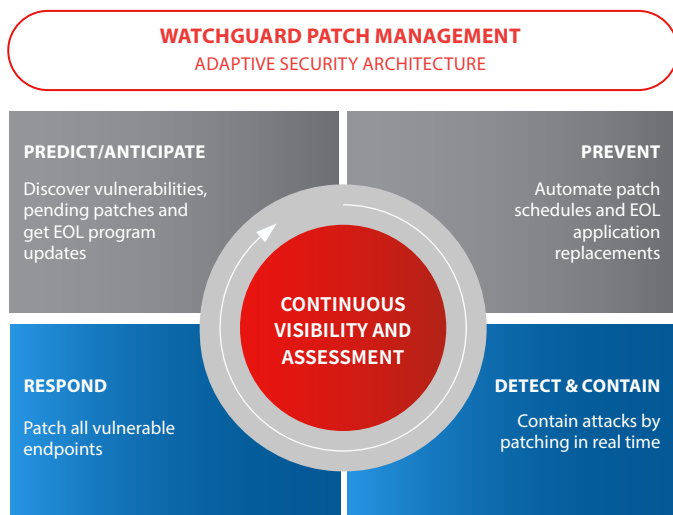 WATCHGUARD PATCH MANAGEMENT
ADAPTIVE SECURITY ARCHITECTURE
PREDICT/ANTICIPATE
Discover vulnerabilities,
pending patches and
get EOL program
updates
PREVENT
Automate patch
schedules and EOL
application
replacements
CONTINUOUS
VISIBILITY AND
ASSESSMENT
RESPOND
Patch all vulnerable
endpoints
DETECT & CONTAIN
Contain attacks by
patching in real time